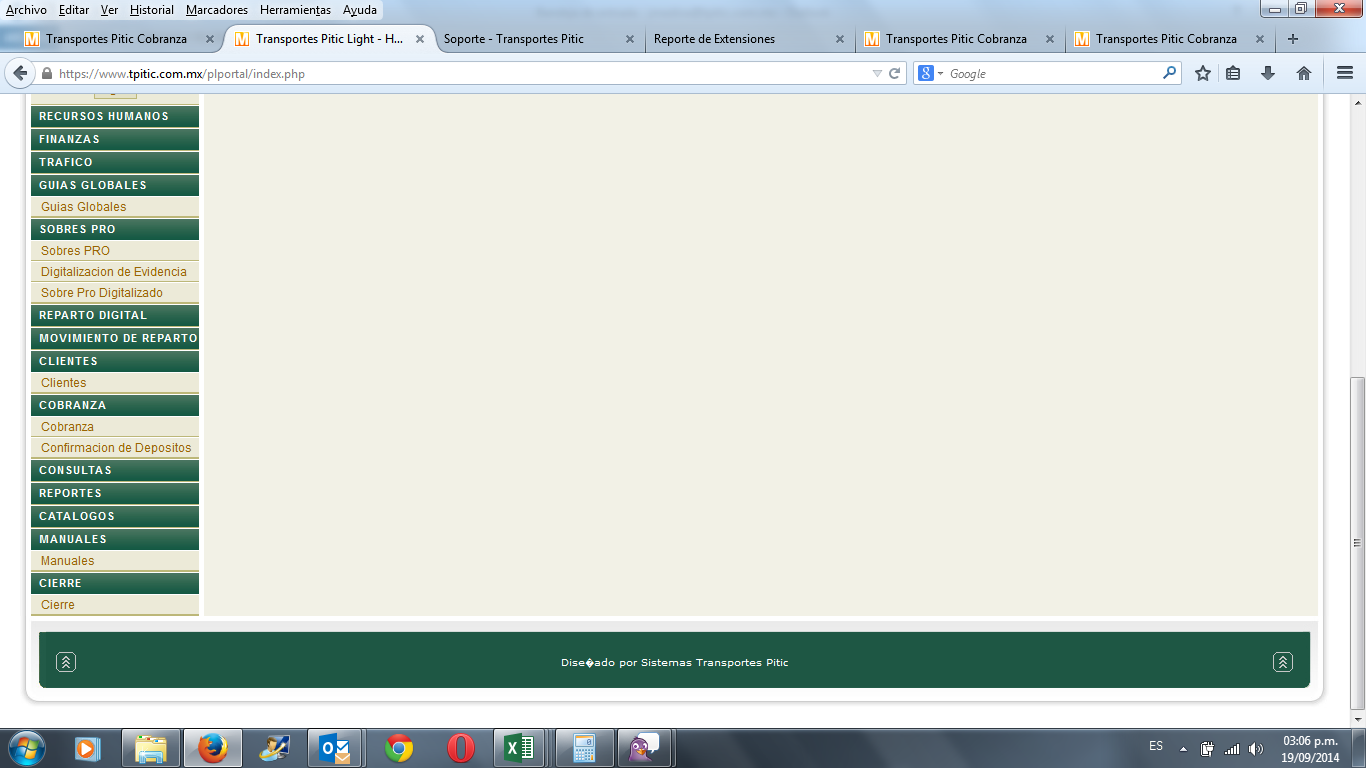 Archivo Editar Ver Historial Marcadores Herramientas Ayuda
Transportes Pitic Cobranza
Transportes Pitic Light - H...
Soporte - Transportes Pitic
Reporte de Extensiones
Transportes Pitic Cobranza
Transportes Pitic Cobranza
https://www.tpitic.com.mx/plportal/index.php
Google
RECURSOS HUMANOS
FINANZAS
TRAFICO
GUIAS GLOBALES
Guias Globales
SOBRES PRO
Sobres PRO
Digitalizacion de Evidencia
Sobre Pro Digitalizado
REPARTO DIGITAL
MOVIMIENTO DE REPARTO
CLIENTES
Clientes
COBRANZA
Cobranza
Confirmacion de Depositos
CONSULTAS
REPORTES
CATALOGOS
MANUALES
Manuales
CIERRE
Cierre
Dise�ado por Sistemas Transportes Pitic
ES
03:06 p.m.
19/09/2014